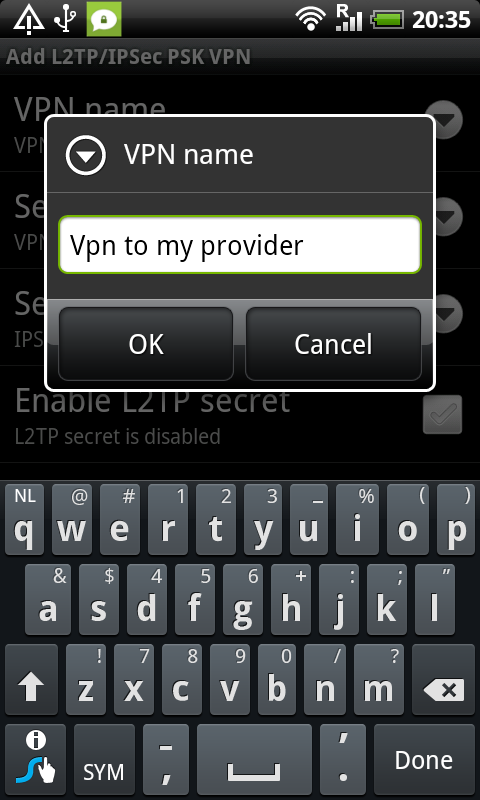 R 20:35
Add L2TP/IPSec PSK VPN
VPN name
VPN
VPN name
Se
VPN
Vpn to my provider
Se
IPS
OK Cancel
Enable L2TP secret
L2TP secret is disabled
NL @ # 1 2 3 _ % ( )
q w e r t y u i o p
& $ 4 5 6 + : ; "
a s d f g h j k l
! 7 8 9 0 / ?
z x c v b n m
SYM - , ' . Done